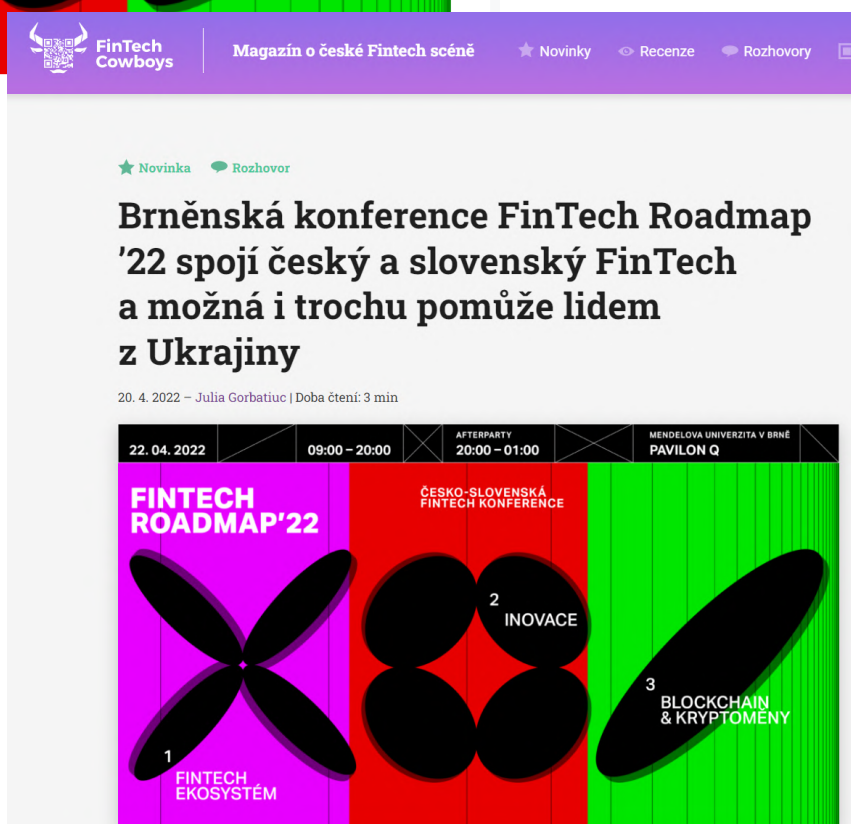 FinTech
Cowboys
Magazín o české Fintech scéně
Novinky
Recenze
Rozhovory
Novinka
Rozhovor
Brněnská konference FinTech Roadmap
’22 spojí český a slovenský FinTech
a možná i trochu pomůže lidem
z Ukrajiny
20. 4. 2022 – Julia Gorbatiuc | Doba čtení: 3 min
22. 04. 2022
09:00 – 20:00
AFTERPARTY
20:00 – 01:00
MENDELOVA UNIVERZITA V BRNĚ
PAVILON Q
FINTECH
ROADMAP’22
ČESKO-SLOVENSKÁ
FINTECH KONFERENCE
2
INOVACE
3
BLOCKCHAIN
& KRYPTOMĚNY
1
FINTECH
EKOSYSTÉM